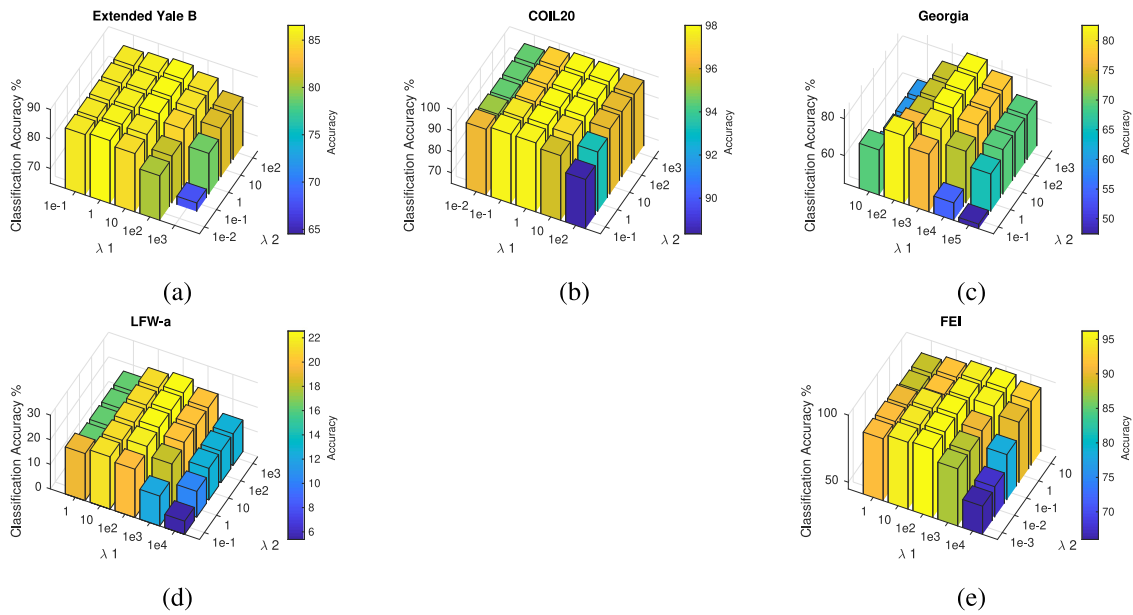 Extended Yale B
Classification Accuracy %
90
80
70
1e-1
1
10
1e2
1e3
λ 1
1e-2
1e-1
1
10
1e2
λ 2
85
80
75
70
65
Accuracy
(a)
COIL20
Classification Accuracy %
100
90
80
70
1e-2
1e-1
1
10
1e2
λ 1
1e-1
1
10
1e2
1e3
λ 2
98
96
94
92
90
Accuracy
(b)
Georgia
Classification Accuracy %
80
60
10
1e2
1e3
1e4
1e5
λ 1
1e-1
1
10
1e2
1e3
λ 2
80
75
70
65
60
55
50
Accuracy
(c)
LFW-a
Classification Accuracy %
30
20
10
0
1
10
1e2
1e3
1e4
λ 1
1e-1
1
10
1e2
1e3
λ 2
22
20
18
16
14
12
10
8
6
Accuracy
(d)
FEI
Classification Accuracy %
100
50
1
10
1e2
1e3
1e4
λ 1
1e-3
1e-2
1e-1
1
10
λ 2
95
90
85
80
75
70
Accuracy
(e)